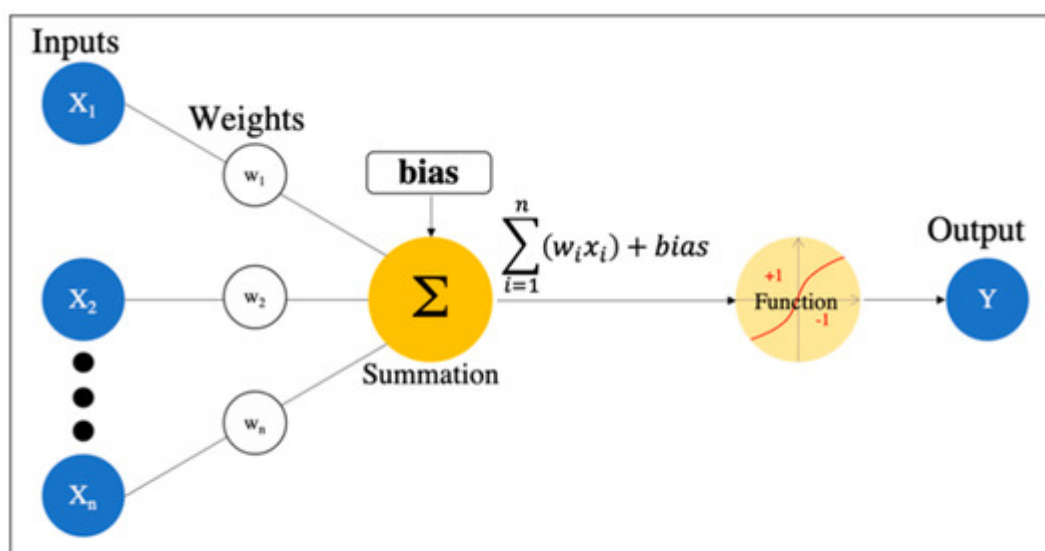 Inputs
X₁
Weights
w₁
bias
n
∑(wᵢxᵢ) + bias
i=1
Output
X₂
w₂
Σ
+1
Function
-1
Y
Summation
wₙ
Xₙ